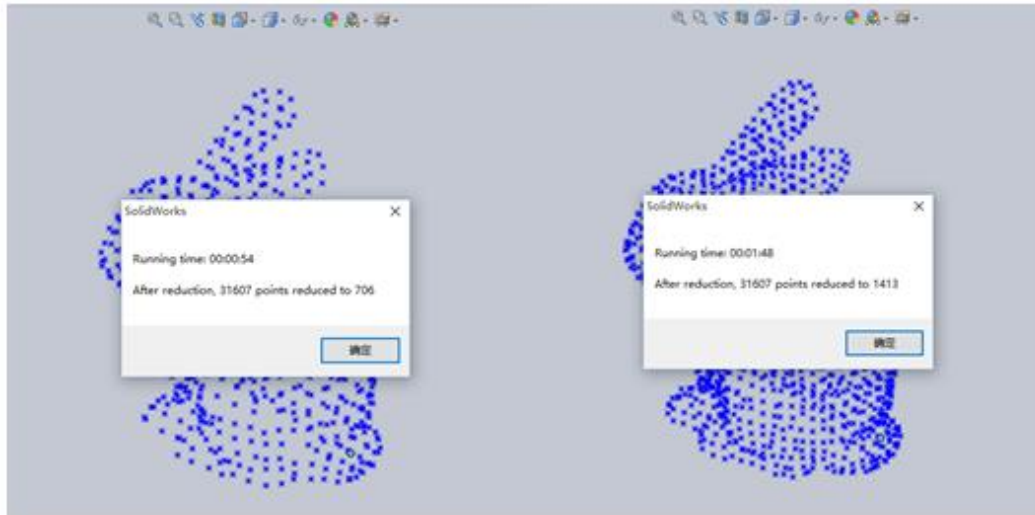 SolidWorks
Running time: 00:00:54
After reduction, 31607 points reduced to 706
确定
SolidWorks
Running time: 00:01:48
After reduction, 31607 points reduced to 1413
确定